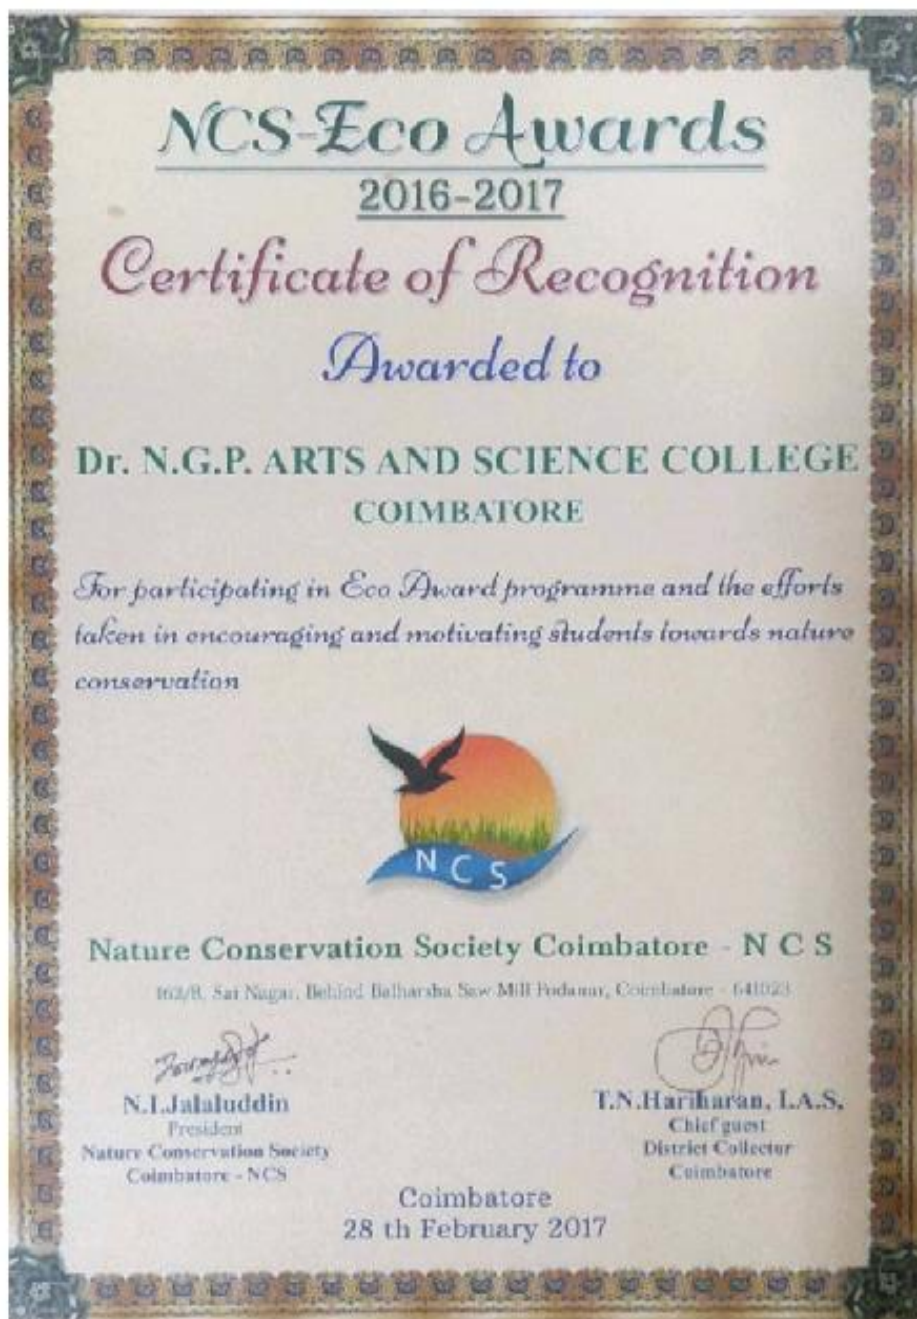 NCS-Eco Awards
2016-2017
Certificate of Recognition
Awarded to
Dr. N.G.P. ARTS AND SCIENCE COLLEGE
COIMBATORE
For participating in Eco Award programme and the efforts
taken in encouraging and motivating students towards nature
conservation
N C S
Nature Conservation Society Coimbatore - N C S
Sai Nagar, Behind Balharsha Saw Mill Podanur, Coimbatore - 641023
N.I.Jalaluddin
President
Nature Conservation Society
Coimbatore - NCS
T.N.Hariharan, I.A.S.
Chief guest
District Collector
Coimbatore
Coimbatore
28 th February 2017